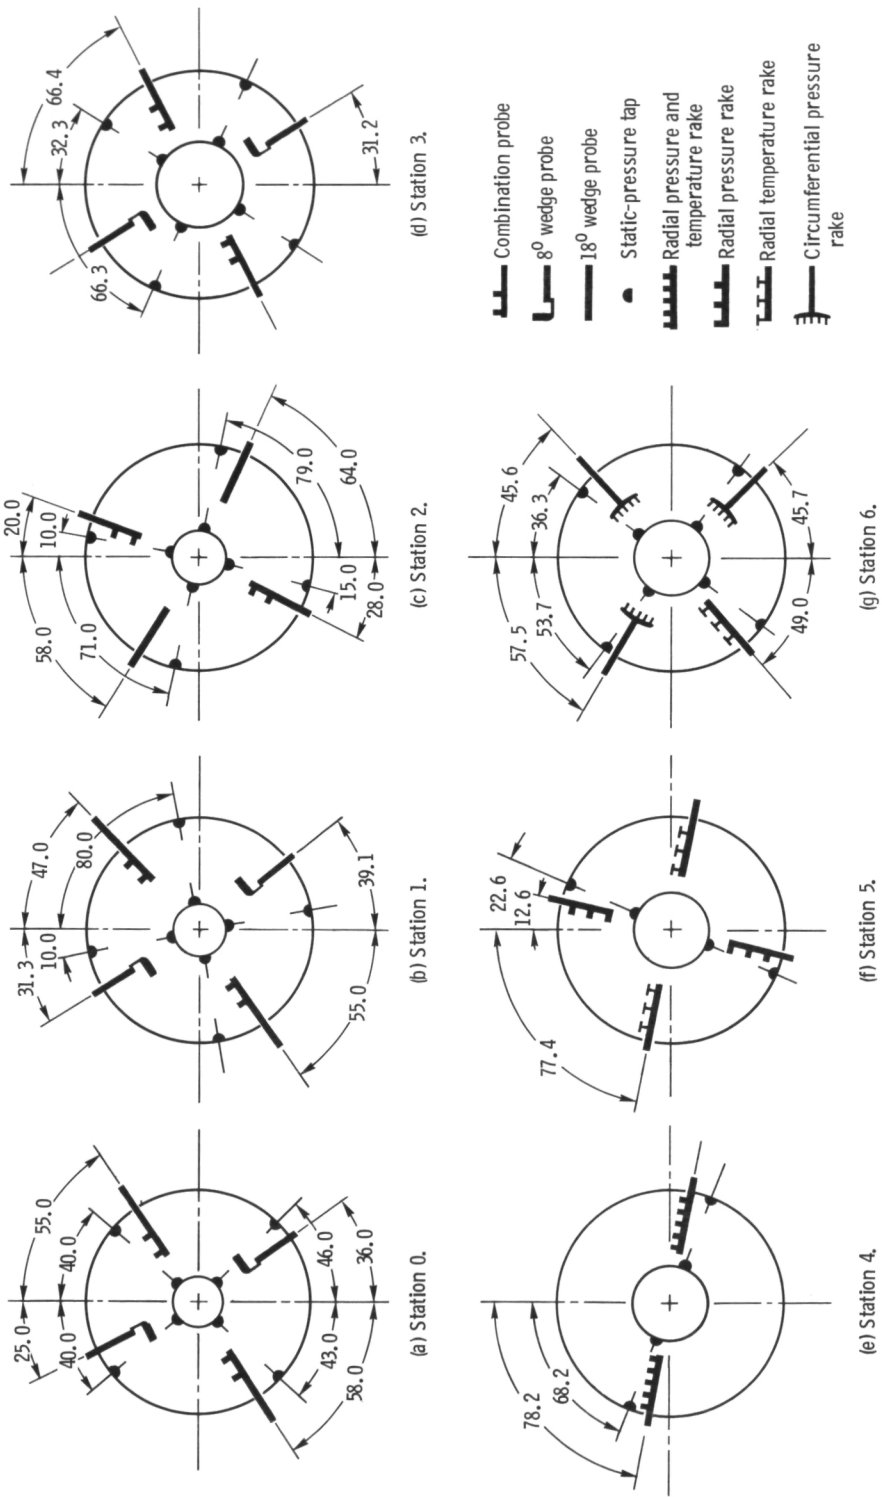 25.0
55.0
40.0
40.0
43.0
46.0
58.0
36.0
(a) Station 0.
31.3
47.0
10.0
80.0
55.0
39.1
(b) Station 1.
58.0
20.0
71.0
10.0
79.0
15.0
64.0
28.0
(c) Station 2.
66.4
32.3
66.3
31.2
(d) Station 3.
78.2
68.2
(e) Station 4.
22.6
12.6
77.4
(f) Station 5.
57.5
45.6
53.7
36.3
49.0
45.7
(g) Station 6.
Combination probe
8⁰ wedge probe
18⁰ wedge probe
Static-pressure tap
Radial pressure and
temperature rake
Radial pressure rake
Radial temperature rake
Circumferential pressure
rake